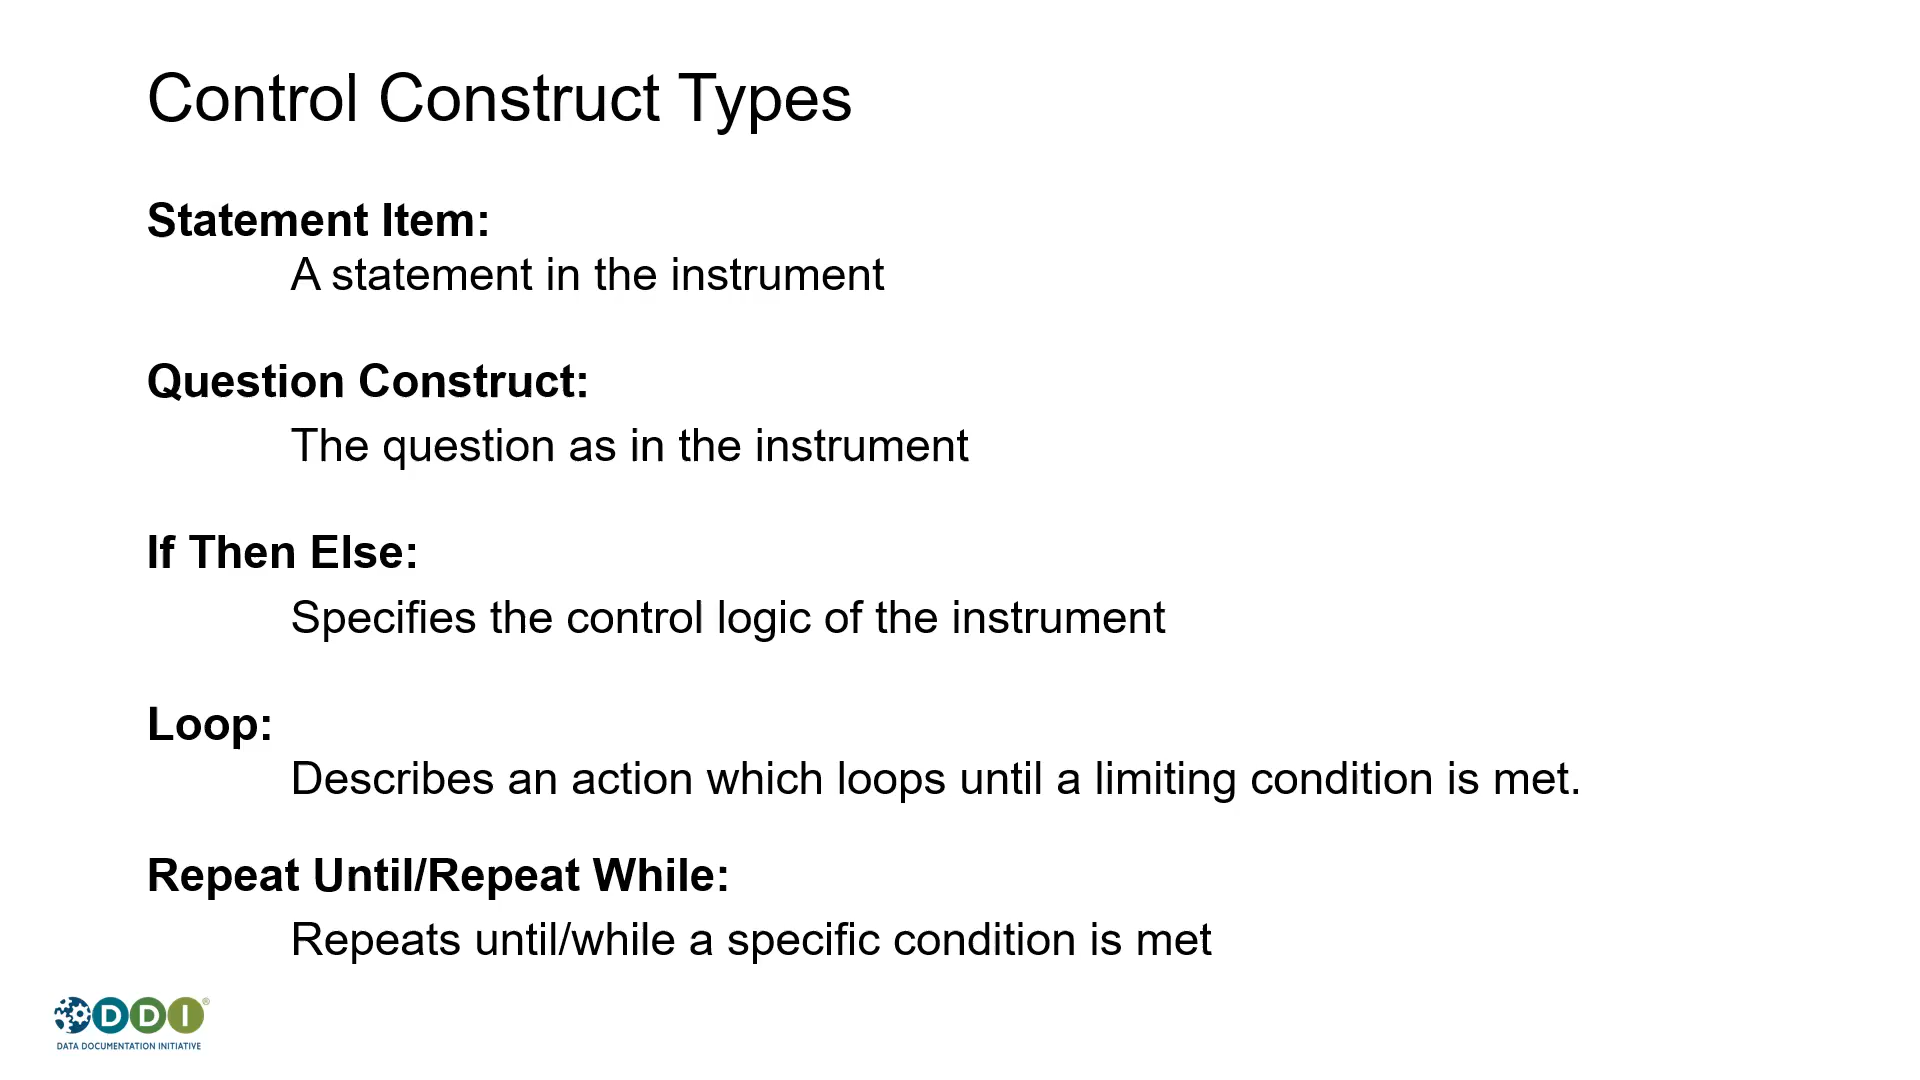 Control Construct Types
Statement Item:
A statement in the instrument
Question Construct:
The question as in the instrument
If Then Else:
Specifies the control logic of the instrument
Loop:
Describes an action which loops until a limiting condition is met.
Repeat Until/Repeat While:
Repeats until/while a specific condition is met
DDI®
DATA DOCUMENTATION INITIATIVE